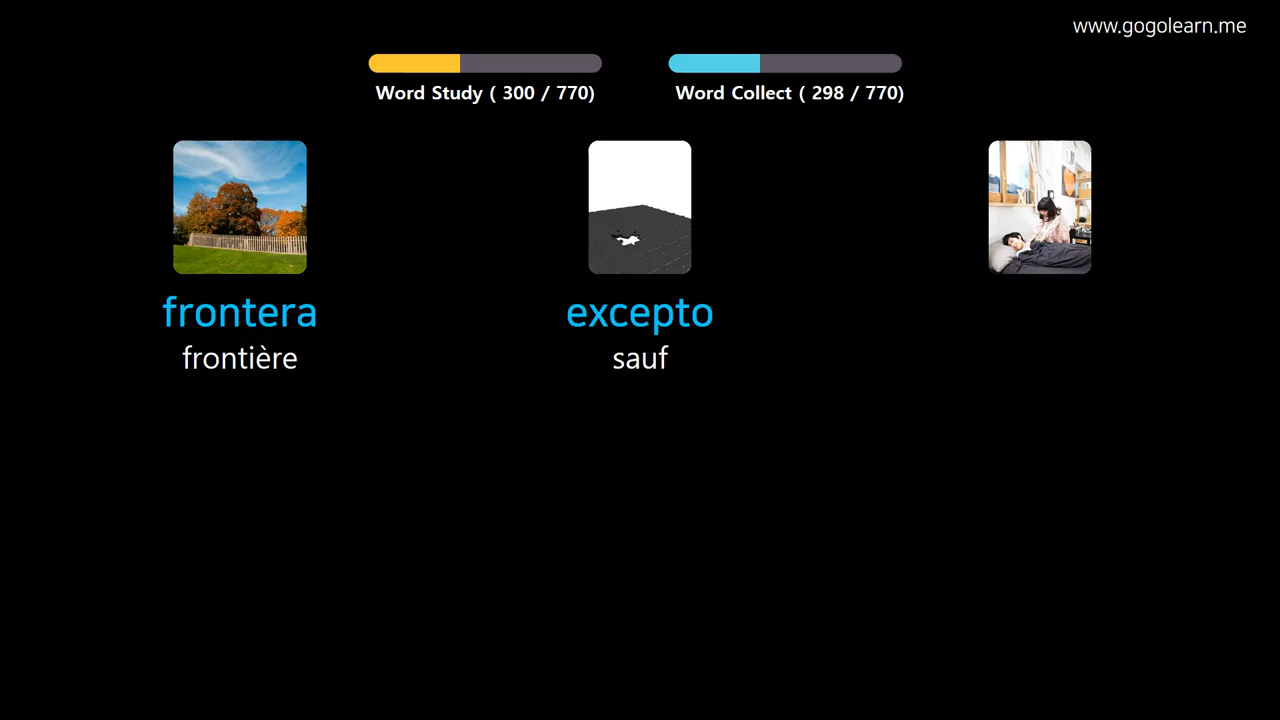 www.gogolearn.me
Word Study ( 300 / 770)
Word Collect ( 298 / 770)
frontera
frontière
excepto
sauf